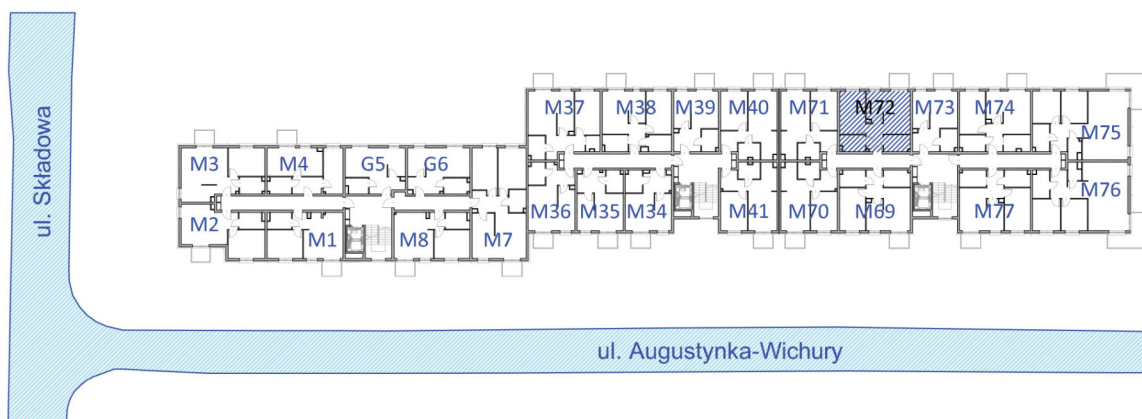 ul. Składowa
M37
M38
M39
M40
M71
M72
M73
M74
M75
M3
M4
G5
G6
M76
M36
M35
M34
M41
M70
M69
M77
M2
M1
M8
M7
ul. Augustynka-Wichury